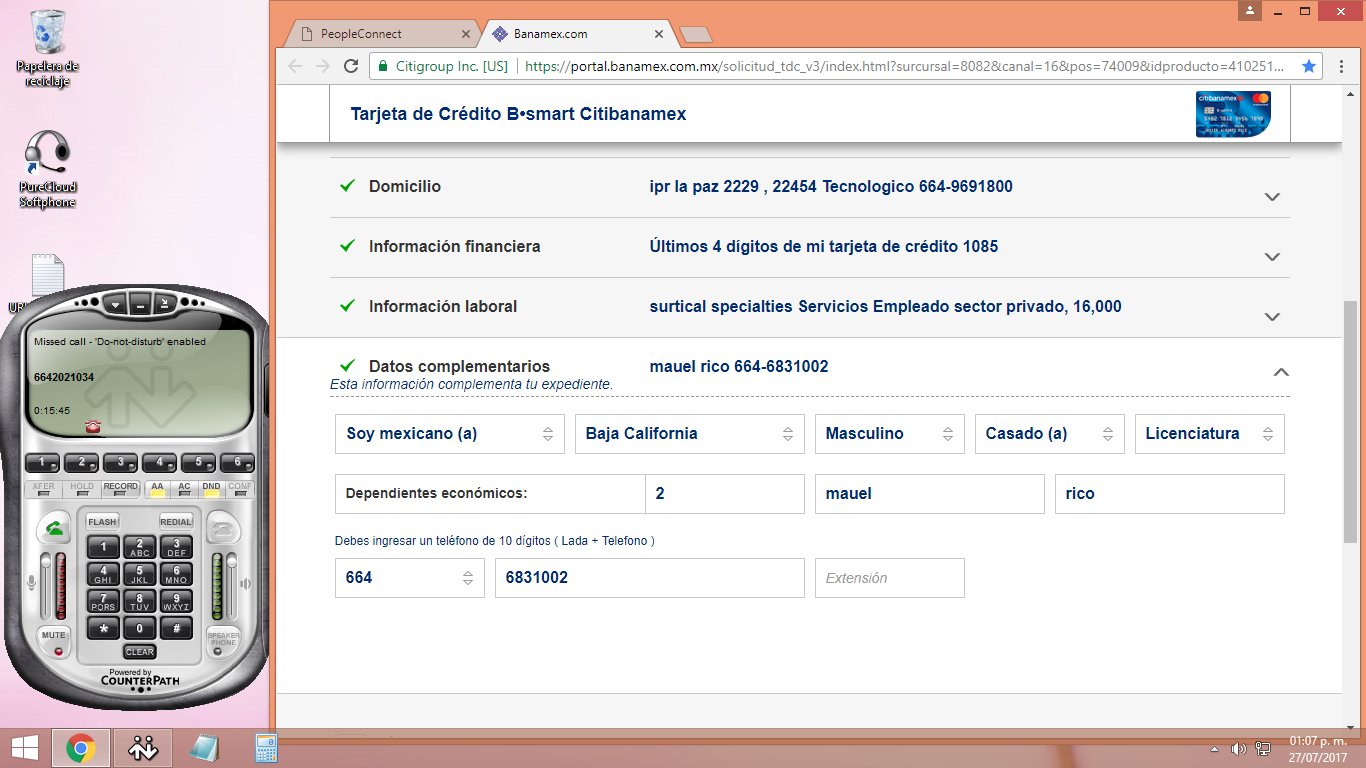 Papelera de
reciclaje
PureCloud
Softphone
PeopleConnect
Banamex.com
Citigroup Inc. [US]
https://portal.banamex.com.mx/solicitud_tdc_v3/index.html?surcursal=8082&canal=16&pos=74009&idproducto=410251...
Tarjeta de Crédito B•smart Citibanamex
citibanamex
Domicilio
ipr la paz 2229 , 22454 Tecnologico 664-9691800
Información financiera
Últimos 4 dígitos de mi tarjeta de crédito 1085
Información laboral
surtical specialties Servicios Empleado sector privado, 16,000
Datos complementarios
mauel rico 664-6831002
Esta información complementa tu expediente.
Soy mexicano (a)
Baja California
Masculino
Casado (a)
Licenciatura
Dependientes económicos:
2
mauel
rico
Debes ingresar un teléfono de 10 dígitos ( Lada + Telefono )
664
6831002
Extensión
Missed call - 'Do-not-disturb' enabled
6642021034
0:15:45
1 2 3 4 5 6
XFER HOLD RECORD AA AC DND CONF
FLASH REDIAL
1 2 ABC 3 DEF
4 GHI 5 JKL 6 MNO
7 PQRS 8 TUV 9 WXYZ
* 0 #
MUTE
SPEAKER
PHONE
CLEAR
Powered by
COUNTERPATH
01:07 p. m.
27/07/2017